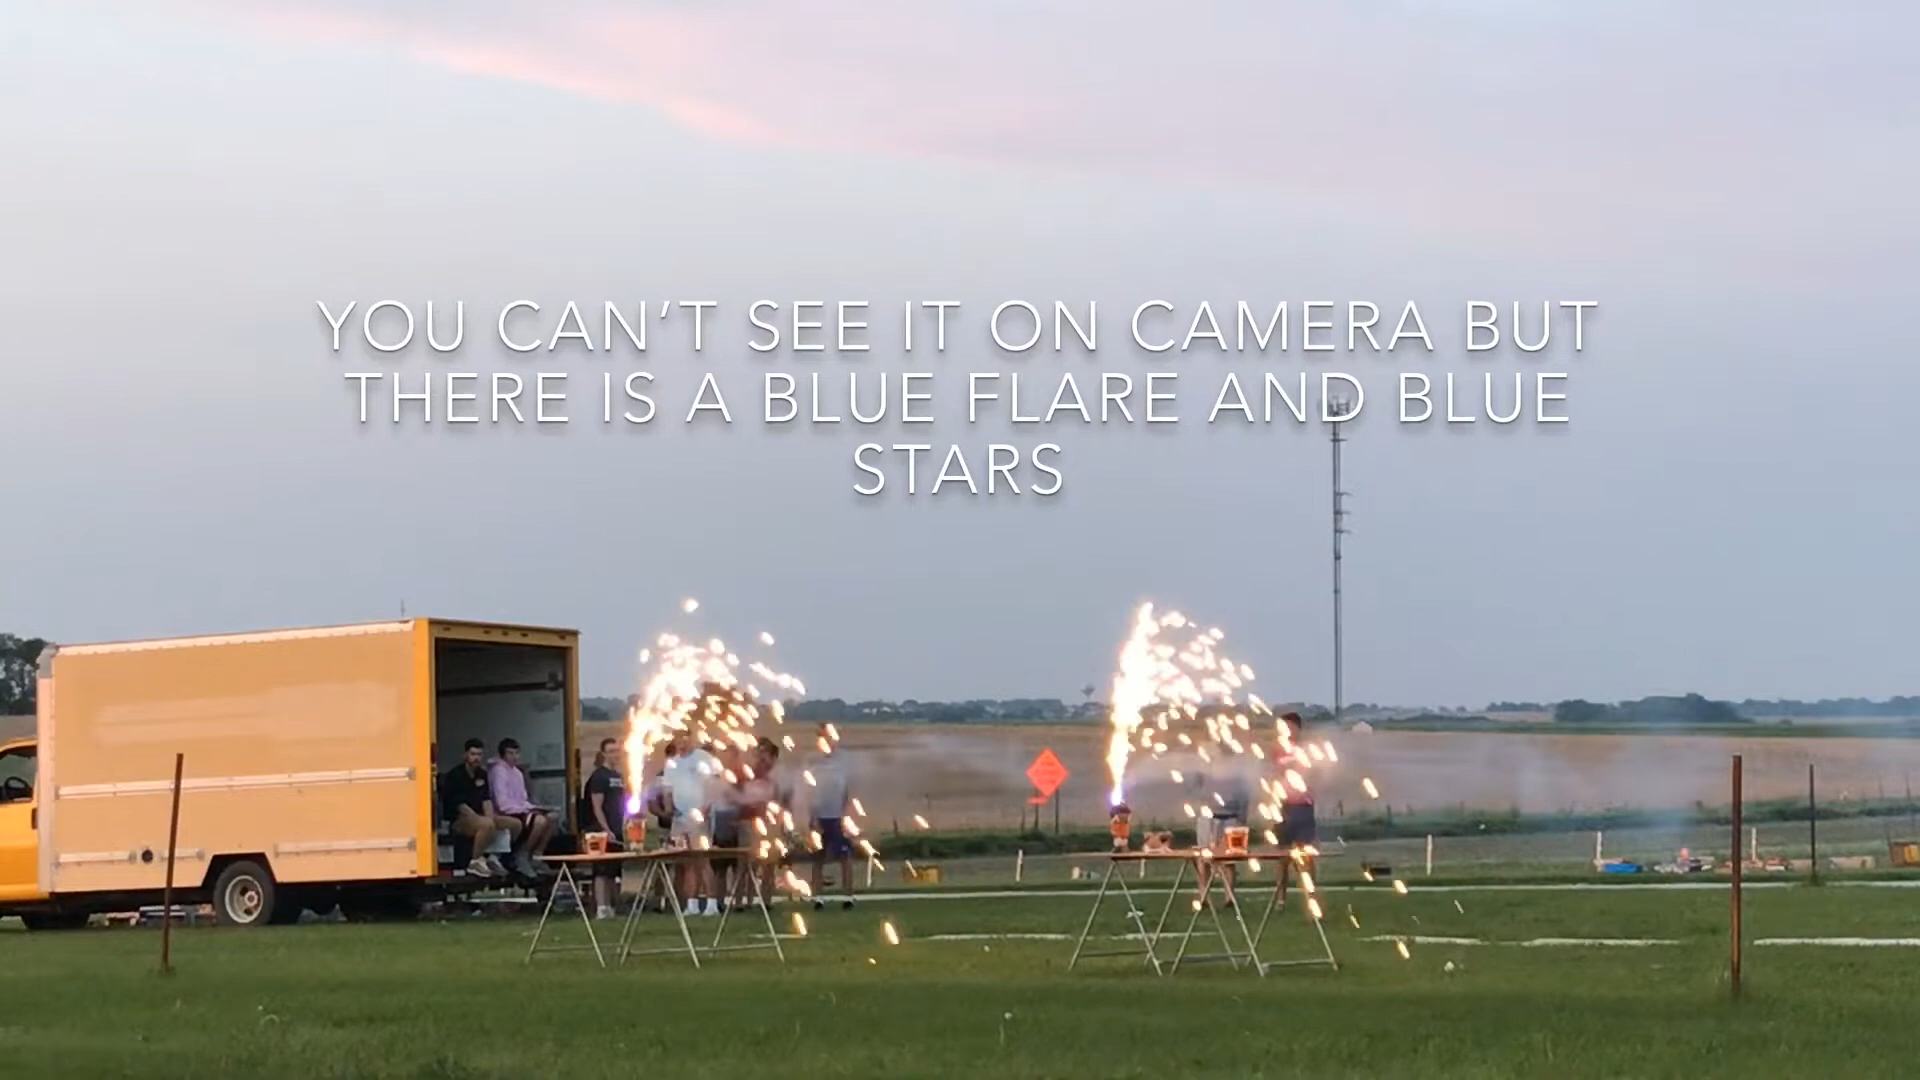 YOU CAN’T SEE IT ON CAMERA BUT
THERE IS A BLUE FLARE AND BLUE
STARS